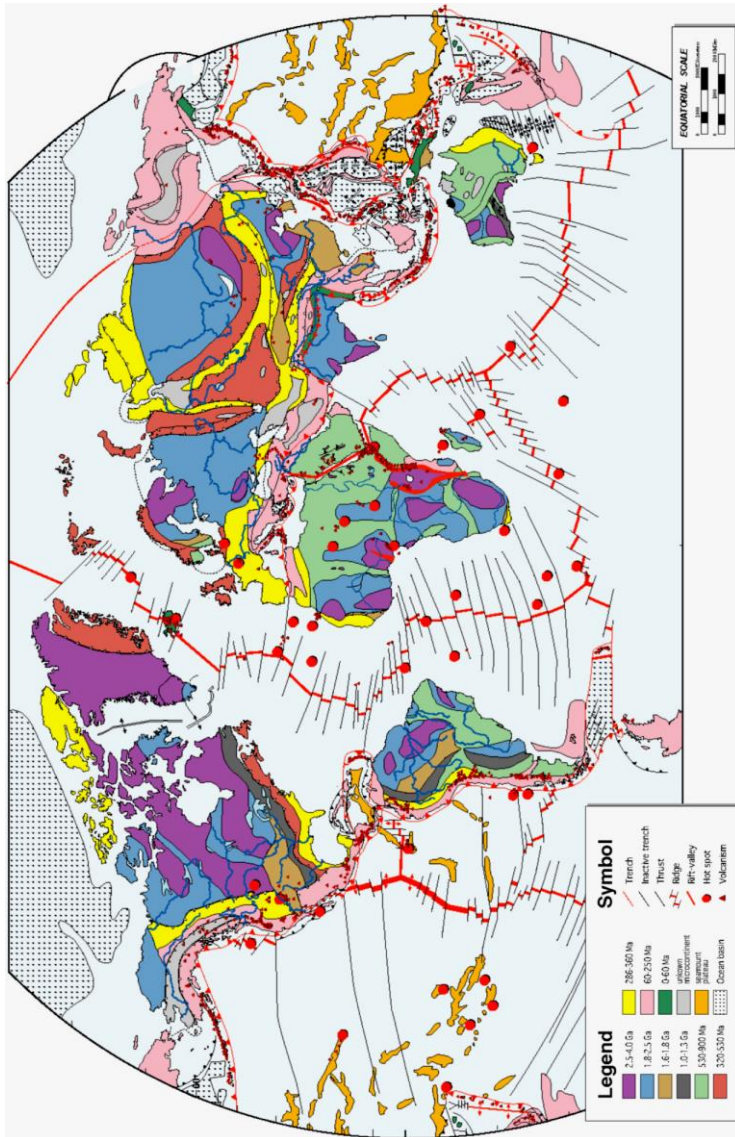 EQUATORIAL SCALE
Legend
2.5-4.0 Ga
1.8-2.5 Ga
1.6-1.8 Ga
1.0-1.3 Ga
530-900 Ma
320-530 Ma
286-360 Ma
60-250 Ma
0-60 Ma
unkown
microcontinent
seamount
plateau
Ocean basin
Symbol
Trench
Inactive trench
Thrust
Ridge
Rift-valley
Hot spot
Volcanism